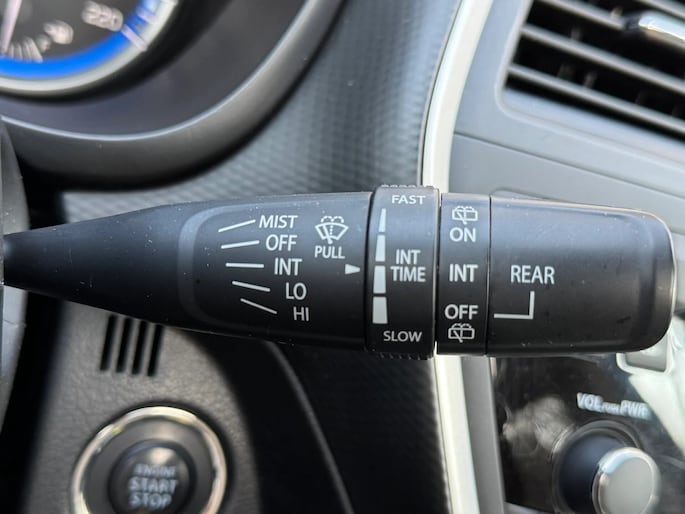 220
MIST
OFF
INT
LO
HI
PULL
FAST
INT
TIME
SLOW
ON
INT
OFF
REAR
ENGINE
START
STOP
VOL PUSH PWR